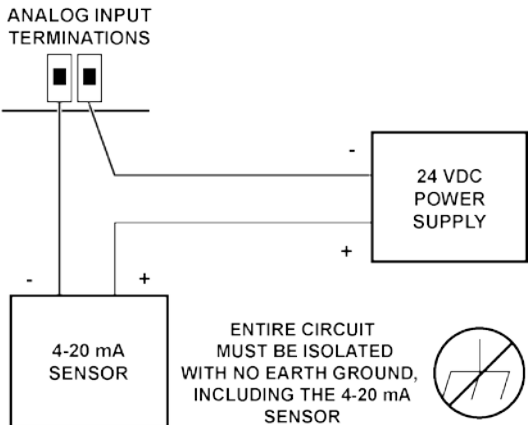 ANALOG INPUT
TERMINATIONS
-
24 VDC
POWER
SUPPLY
+
-
+
4-20 mA
SENSOR
ENTIRE CIRCUIT
MUST BE ISOLATED
WITH NO EARTH GROUND,
INCLUDING THE 4-20 mA
SENSOR